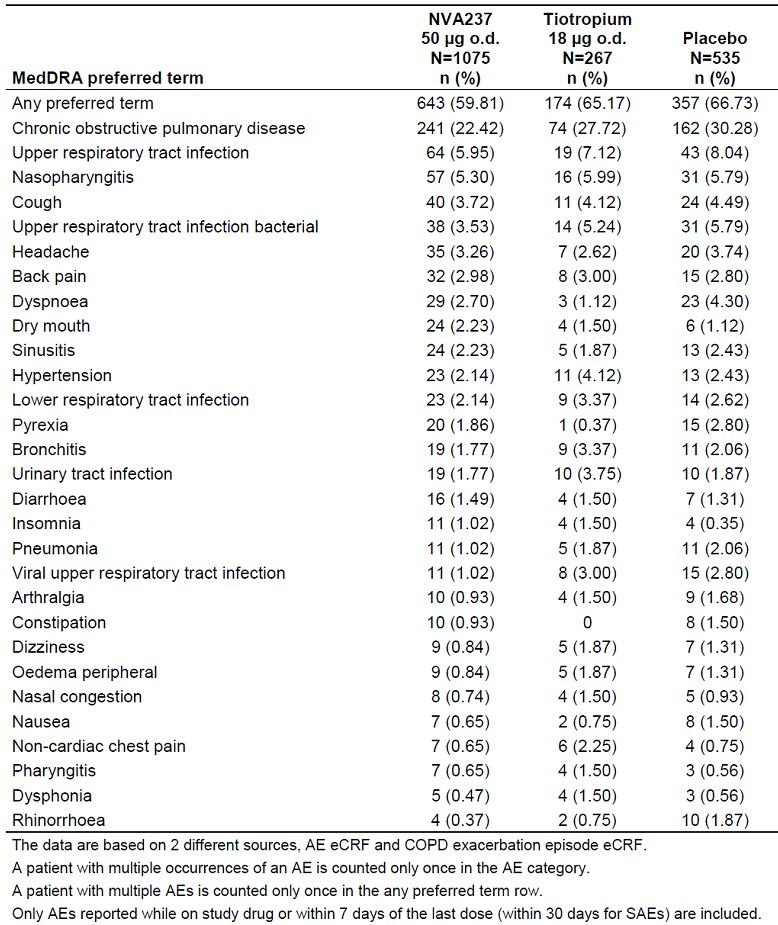 NVA237 Tiotropium
50 µg o.d. 18 µg o.d. Placebo
N=1075 N=267 N=535
MedDRA preferred term n (%) n (%) n (%)
Any preferred term 643 (59.81) 174 (65.17) 357 (66.73)
Chronic obstructive pulmonary disease 241 (22.42) 74 (27.72) 162 (30.28)
Upper respiratory tract infection 64 (5.95) 19 (7.12) 43 (8.04)
Nasopharyngitis 57 (5.30) 16 (5.99) 31 (5.79)
Cough 40 (3.72) 11 (4.12) 24 (4.49)
Upper respiratory tract infection bacterial 38 (3.53) 14 (5.24) 31 (5.79)
Headache 35 (3.26) 7 (2.62) 20 (3.74)
Back pain 32 (2.98) 8 (3.00) 15 (2.80)
Dyspnoea 29 (2.70) 3 (1.12) 23 (4.30)
Dry mouth 24 (2.23) 4 (1.50) 6 (1.12)
Sinusitis 24 (2.23) 5 (1.87) 13 (2.43)
Hypertension 23 (2.14) 11 (4.12) 13 (2.43)
Lower respiratory tract infection 23 (2.14) 9 (3.37) 14 (2.62)
Pyrexia 20 (1.86) 1 (0.37) 15 (2.80)
Bronchitis 19 (1.77) 9 (3.37) 11 (2.06)
Urinary tract infection 19 (1.77) 10 (3.75) 10 (1.87)
Diarrhoea 16 (1.49) 4 (1.50) 7 (1.31)
Insomnia 11 (1.02) 4 (1.50) 4 (0.35)
Pneumonia 11 (1.02) 5 (1.87) 11 (2.06)
Viral upper respiratory tract infection 11 (1.02) 8 (3.00) 15 (2.80)
Arthralgia 10 (0.93) 4 (1.50) 9 (1.68)
Constipation 10 (0.93) 0 8 (1.50)
Dizziness 9 (0.84) 5 (1.87) 7 (1.31)
Oedema peripheral 9 (0.84) 5 (1.87) 7 (1.31)
Nasal congestion 8 (0.74) 4 (1.50) 5 (0.93)
Nausea 7 (0.65) 2 (0.75) 8 (1.50)
Non-cardiac chest pain 7 (0.65) 6 (2.25) 4 (0.75)
Pharyngitis 7 (0.65) 4 (1.50) 3 (0.56)
Dysphonia 5 (0.47) 4 (1.50) 3 (0.56)
Rhinorrhoea 4 (0.37) 2 (0.75) 10 (1.87)
The data are based on 2 different sources, AE eCRF and COPD exacerbation episode eCRF.
A patient with multiple occurrences of an AE is counted only once in the AE category.
A patient with multiple AEs is counted only once in the any preferred term row.
Only AEs reported while on study drug or within 7 days of the last dose (within 30 days for SAEs) are included.